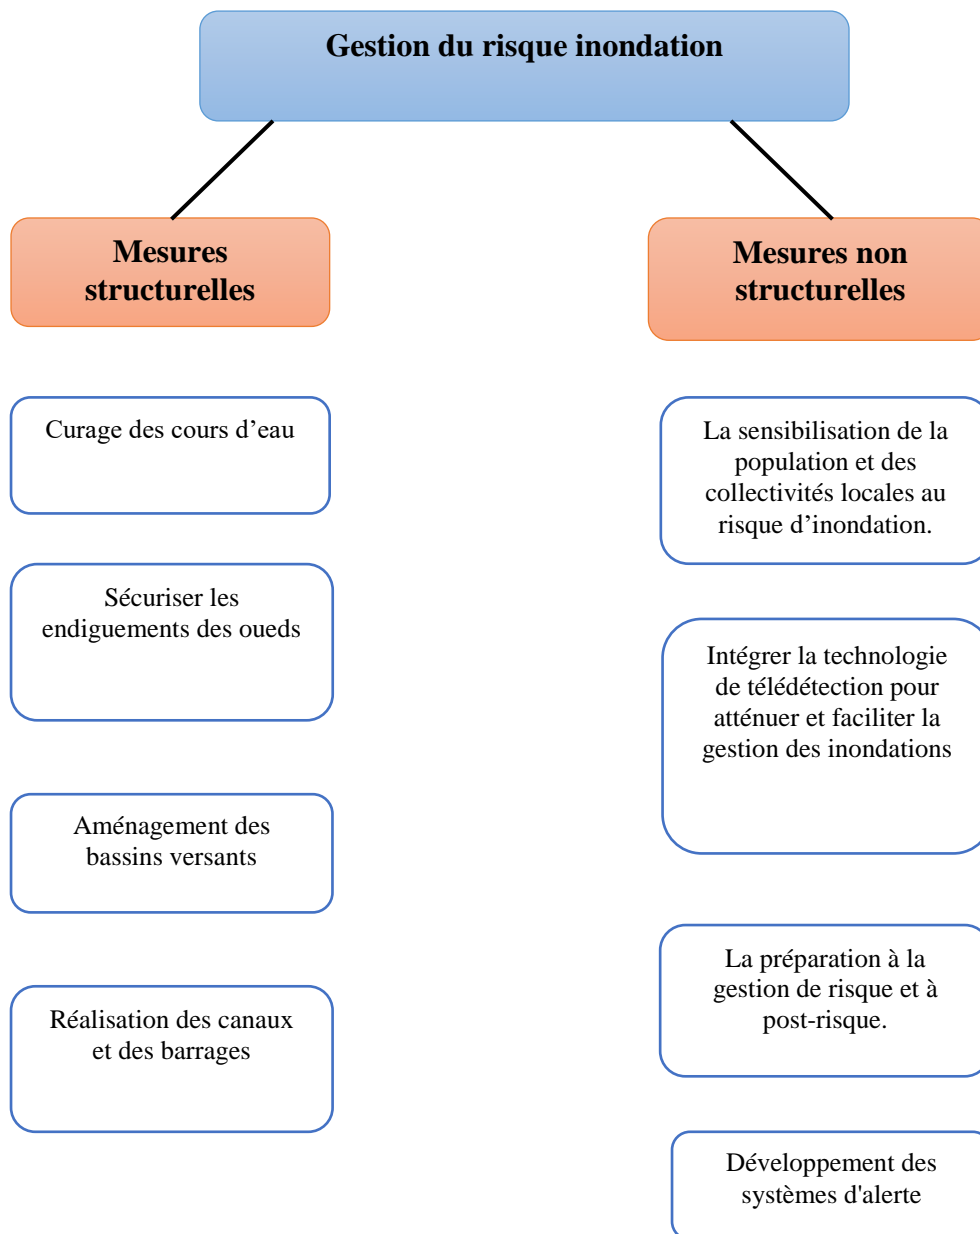 Gestion du risque inondation
Mesures
structurelles
Mesures non
structurelles
Curage des cours d’eau
Sécuriser les
endiguements des oueds
Aménagement des
bassins versants
Réalisation des canaux
et des barrages
La sensibilisation de la
population et des
collectivités locales au
risque d’inondation.
Intégrer la technologie
de télédétection pour
atténuer et faciliter la
gestion des inondations
La préparation à la
gestion de risque et à
post-risque.
Développement des
systèmes d'alerte